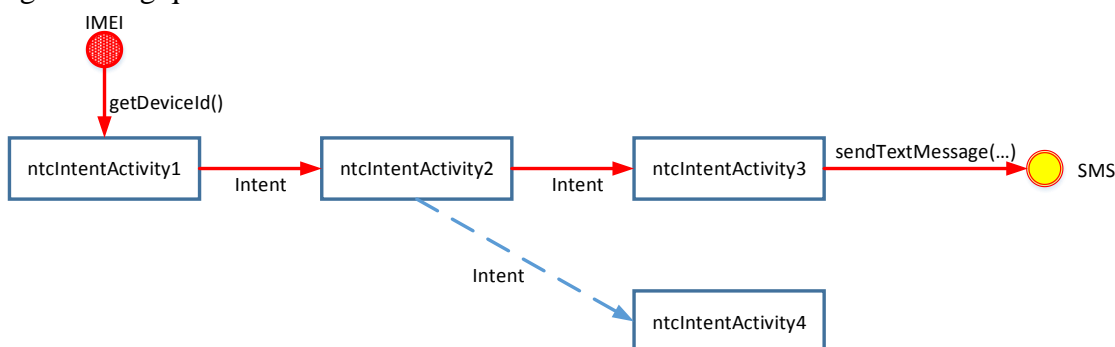 IMEI
getDeviceId()
ntcIntentActivity1
Intent
ntcIntentActivity2
Intent
ntcIntentActivity3
sendTextMessage(...)
SMS
Intent
ntcIntentActivity4